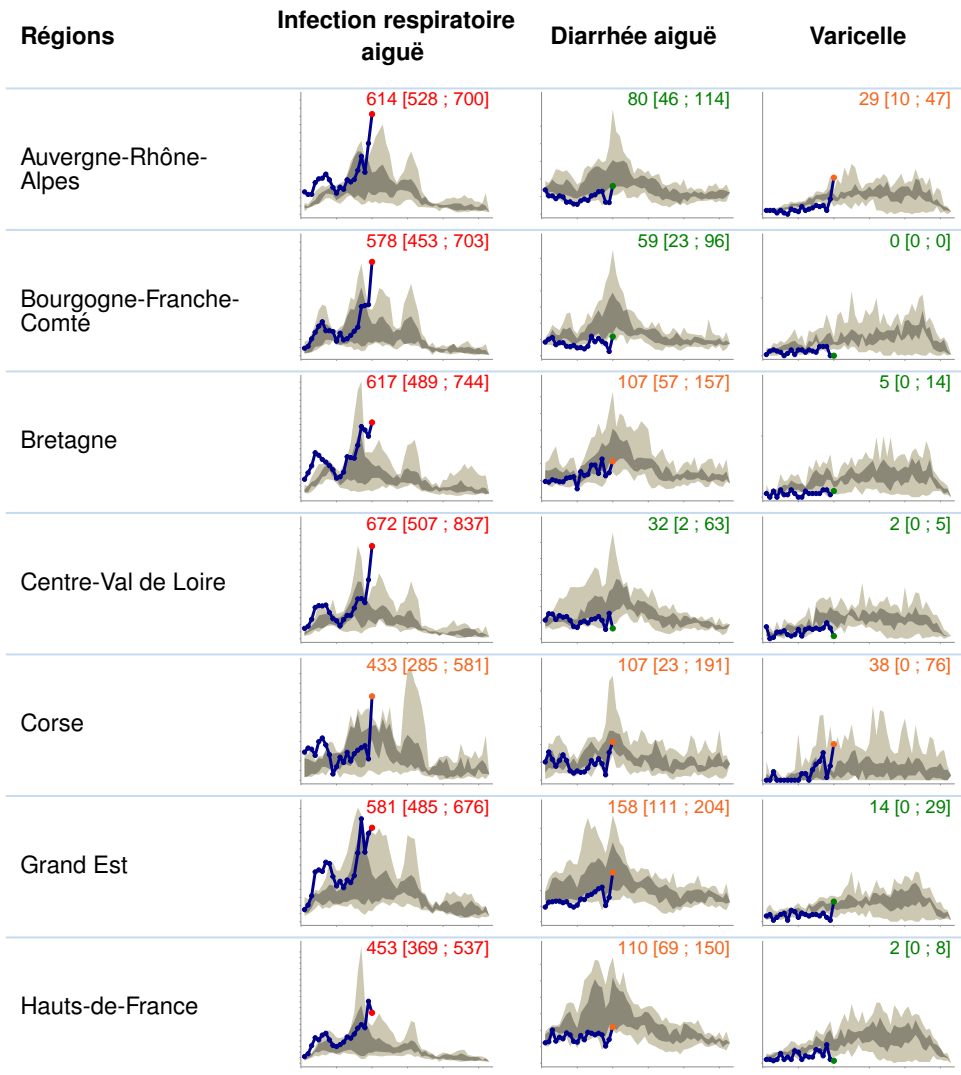 Régions
Infection respiratoire
aiguë
Diarrhée aiguë
Varicelle
Auvergne-Rhône-
Alpes
614 [528 ; 700]
80 [46 ; 114]
29 [10 ; 47]
Bourgogne-Franche-
Comté
578 [453 ; 703]
59 [23 ; 96]
0 [0 ; 0]
Bretagne
617 [489 ; 744]
107 [57 ; 157]
5 [0 ; 14]
Centre-Val de Loire
672 [507 ; 837]
32 [2 ; 63]
2 [0 ; 5]
Corse
433 [285 ; 581]
107 [23 ; 191]
38 [0 ; 76]
Grand Est
581 [485 ; 676]
158 [111 ; 204]
14 [0 ; 29]
Hauts-de-France
453 [369 ; 537]
110 [69 ; 150]
2 [0 ; 8]